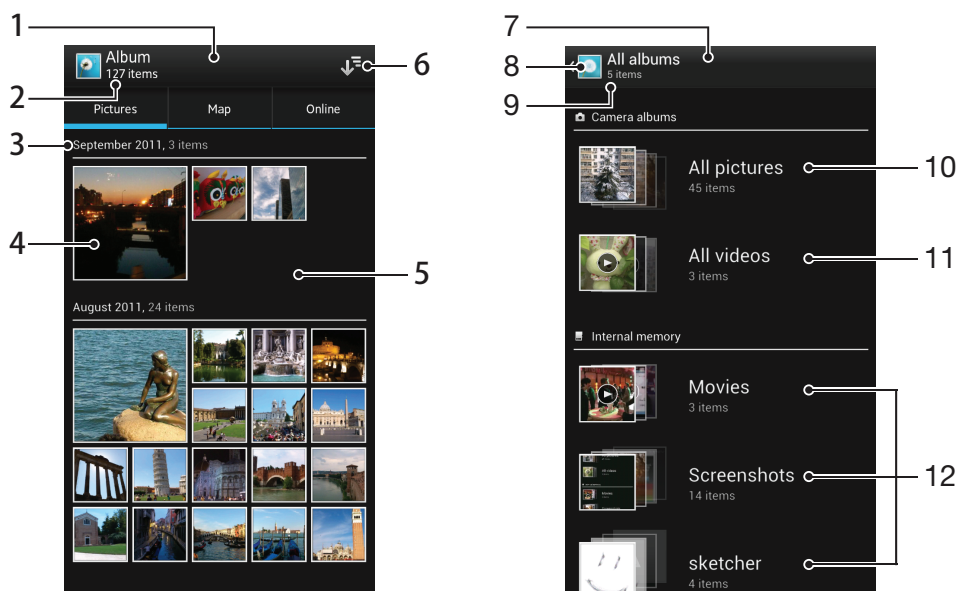 1
Album
127 items
2
6
Pictures
Map
Online
3
September 2011, 3 items
4
5
August 2011, 24 items
7
8
All albums
5 items
9
Camera albums
All pictures
45 items
10
All videos
3 items
11
Internal memory
Movies
3 items
Screenshots
14 items
12
sketcher
4 items